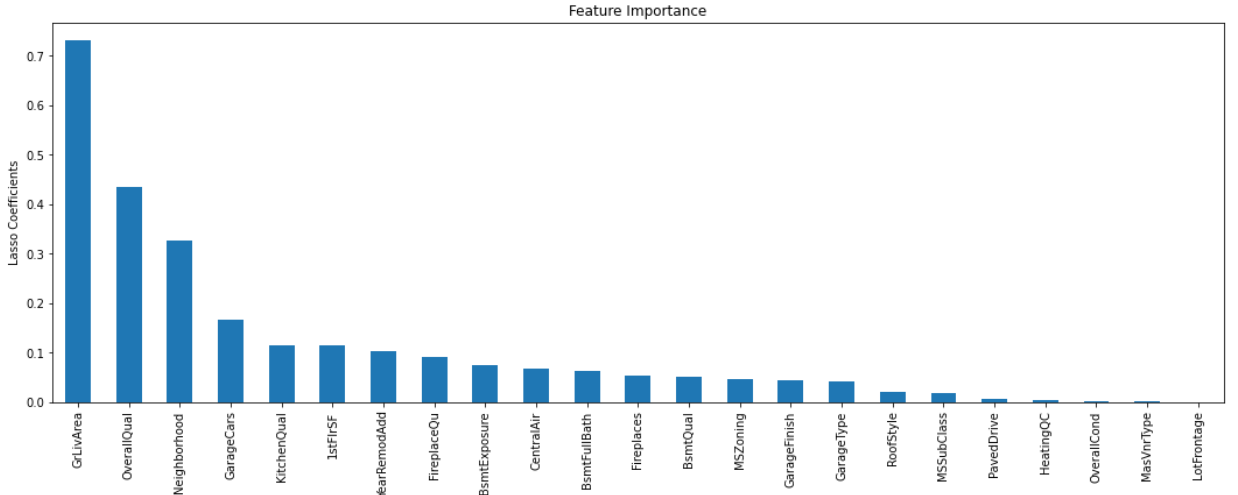 Feature Importance
Lasso Coefficients
0.7
0.6
0.5
0.4
0.3
0.2
0.1
0.0
GrLivArea
OverallQual
Neighborhood
GarageCars
KitchenQual
1stFlrSF
YearRemodAdd
FireplaceQu
BsmtExposure
CentralAir
BsmtFullBath
Fireplaces
BsmtQual
MSZoning
GarageFinish
GarageType
RoofStyle
MSSubClass
PavedDrive
HeatingQC
OverallCond
MasVnrType
LotFrontage